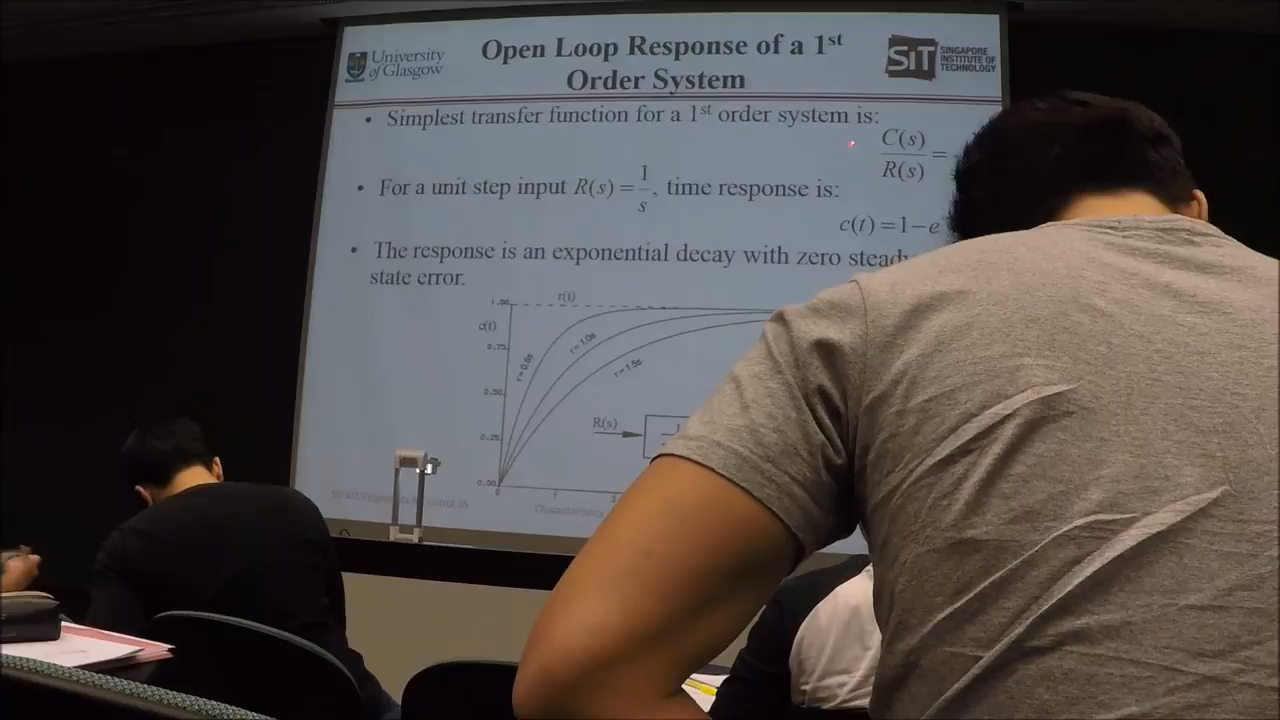 University of Glasgow
Open Loop Response of a 1st
Order System
SiT SINGAPORE INSTITUTE OF TECHNOLOGY
• Simplest transfer function for a 1st order system is:
C(s)
R(s) =
• For a unit step input R(s) = 1/s, time response is:
c(t) = 1 − e
• The response is an exponential decay with zero steady
state error.
1.00
r(t)
c(t)
0.75
τ = 1.0s
τ = 1.5s
0.50
R(s)
0.25
0.00
0
1